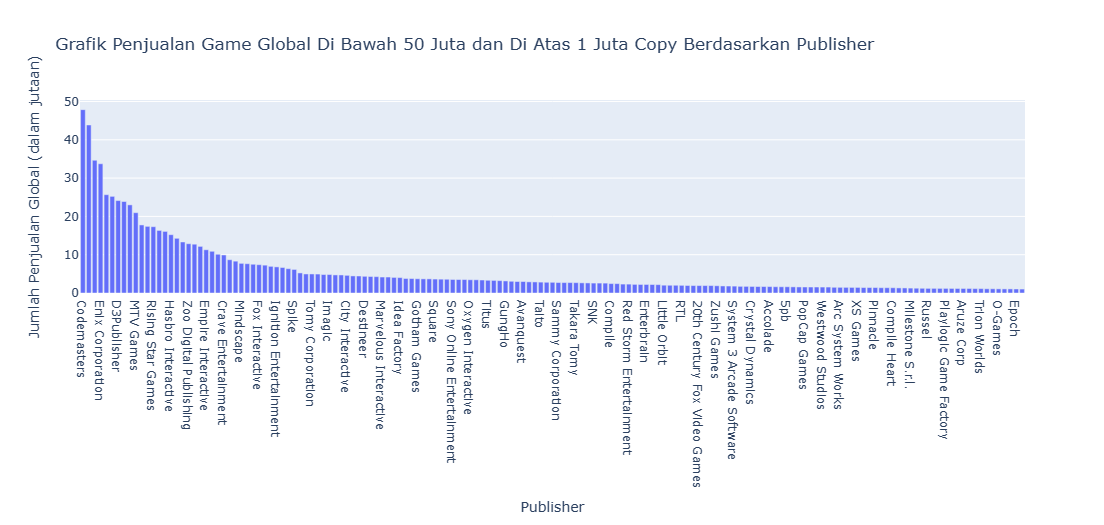 Grafik Penjualan Game Global Di Bawah 50 Juta dan Di Atas 1 Juta Copy Berdasarkan Publisher
Jumlah Penjualan Global (dalam jutaan)
50
40
30
20
10
0
Codemasters
Enix Corporation
D3Publisher
MTV Games
Rising Star Games
Hasbro Interactive
Zoo Digital Publishing
Empire Interactive
Crave Entertainment
Mindscape
Fox Interactive
Ignition Entertainment
Spike
Tomy Corporation
Imagic
City Interactive
Destineer
Marvelous Interactive
Idea Factory
Gotham Games
Square
Sony Online Entertainment
Oxygen Interactive
Titus
GungHo
Avanquest
Taito
Sammy Corporation
Takara Tomy
SNK
Compile
Red Storm Entertainment
Enterbrain
Little Orbit
RTL
20th Century Fox Video Games
Zushi Games
System 3 Arcade Software
Crystal Dynamics
Accolade
5pb
PopCap Games
Westwood Studios
Arc System Works
XS Games
Pinnacle
Compile Heart
Milestone S.r.l.
Russel
Playlogic Game Factory
Aruze Corp
Trion Worlds
O-Games
Epoch
Publisher